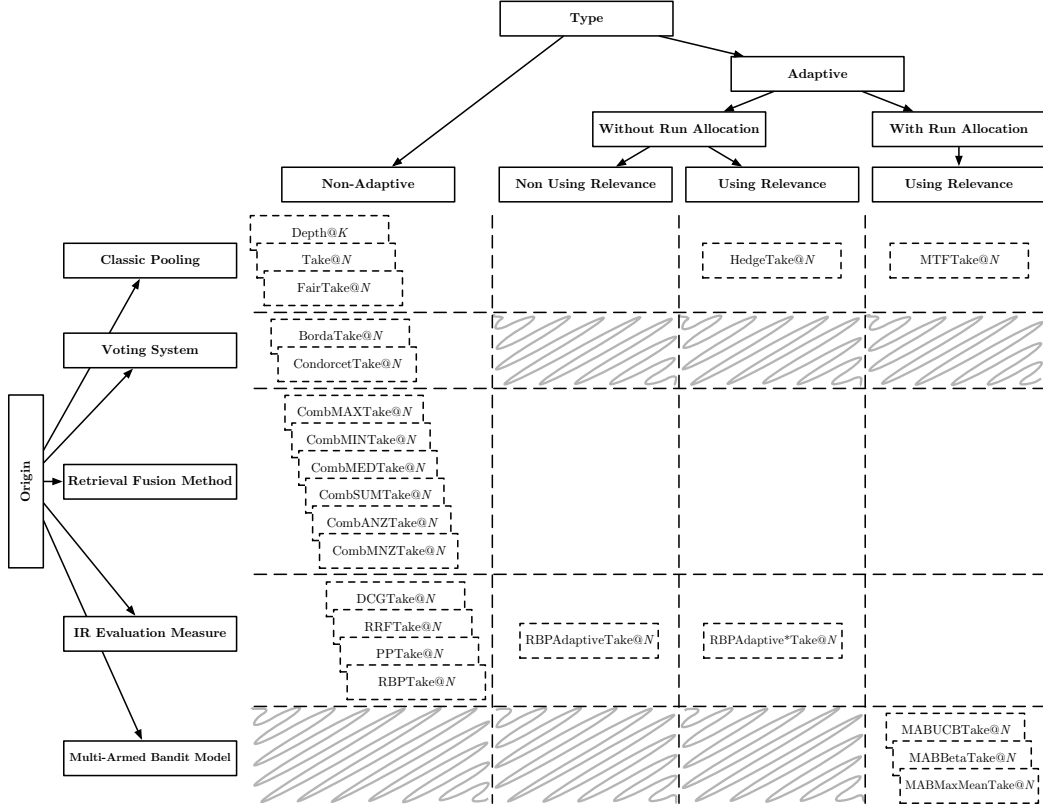 Type
Adaptive
Without Run Allocation
With Run Allocation
Non-Adaptive
Non Using Relevance
Using Relevance
Using Relevance
Origin
Classic Pooling
Depth@K
Take@N
FairTake@N
HedgeTake@N
MTFTake@N
Voting System
BordaTake@N
CondorcetTake@N
Retrieval Fusion Method
CombMAXTake@N
CombMINTake@N
CombMEDTake@N
CombSUMTake@N
CombANZTake@N
CombMNZTake@N
IR Evaluation Measure
DCGTake@N
RRFTake@N
PPTake@N
RBPTake@N
RBPAdaptiveTake@N
RBPAdaptive*Take@N
Multi-Armed Bandit Model
MABUCBTake@N
MABBetaTake@N
MABMaxMeanTake@N